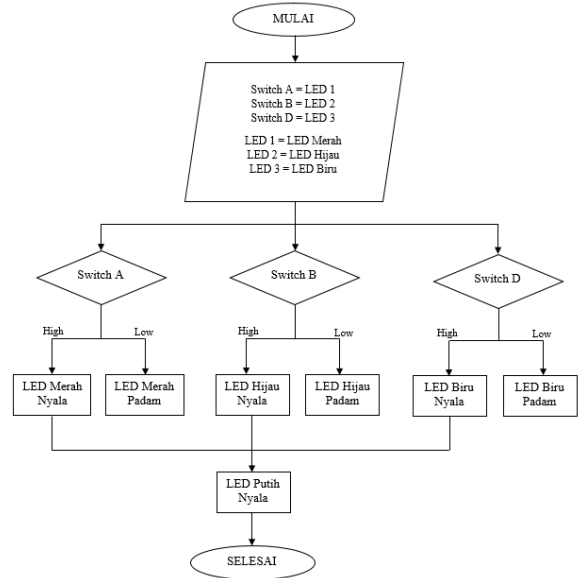 MULAI
Switch A = LED 1
Switch B = LED 2
Switch D = LED 3
LED 1 = LED Merah
LED 2 = LED Hijau
LED 3 = LED Biru
Switch A
Switch B
Switch D
High
Low
High
Low
High
Low
LED Merah
Nyala
LED Merah
Padam
LED Hijau
Nyala
LED Hijau
Padam
LED Biru
Nyala
LED Biru
Padam
LED Putih
Nyala
SELESAI